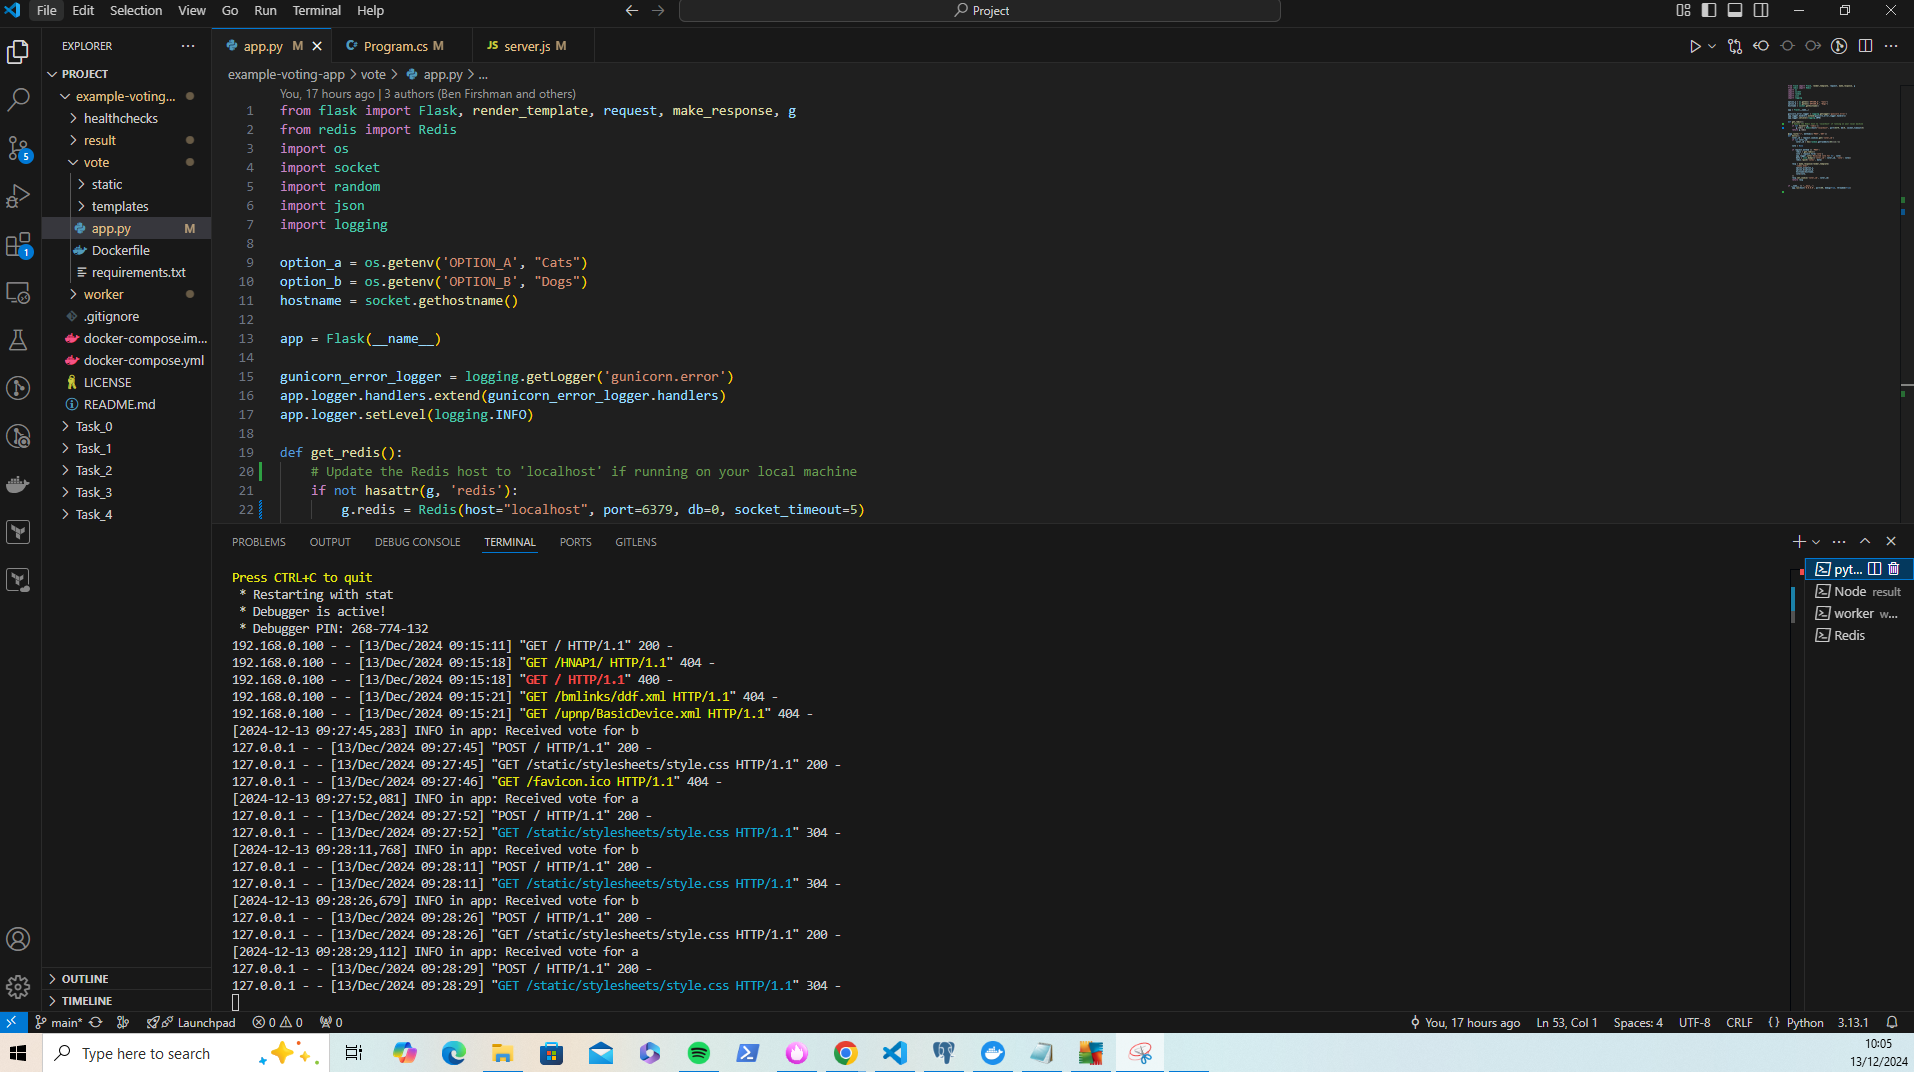 File Edit Selection View Go Run Terminal Help
Project
EXPLORER
PROJECT
example-voting...
healthchecks
result
vote
static
templates
app.py M
Dockerfile
requirements.txt
worker
.gitignore
docker-compose.im...
docker-compose.yml
LICENSE
README.md
Task_0
Task_1
Task_2
Task_3
Task_4
OUTLINE
TIMELINE
5
1
app.py M
Program.cs M
JS server.js M
example-voting-app > vote > app.py > ...
You, 17 hours ago | 3 authors (Ben Firshman and others)
1 from flask import Flask, render_template, request, make_response, g
2 from redis import Redis
3 import os
4 import socket
5 import random
6 import json
7 import logging
8
9 option_a = os.getenv('OPTION_A', "Cats")
10 option_b = os.getenv('OPTION_B', "Dogs")
11 hostname = socket.gethostname()
12
13 app = Flask(__name__)
14
15 gunicorn_error_logger = logging.getLogger('gunicorn.error')
16 app.logger.handlers.extend(gunicorn_error_logger.handlers)
17 app.logger.setLevel(logging.INFO)
18
19 def get_redis():
20 # Update the Redis host to 'localhost' if running on your local machine
21 if not hasattr(g, 'redis'):
22 g.redis = Redis(host="localhost", port=6379, db=0, socket_timeout=5)
PROBLEMS OUTPUT DEBUG CONSOLE TERMINAL PORTS GITLENS
Press CTRL+C to quit
* Restarting with stat
* Debugger is active!
* Debugger PIN: 268-774-132
192.168.0.100 - - [13/Dec/2024 09:15:11] "GET / HTTP/1.1" 200 -
192.168.0.100 - - [13/Dec/2024 09:15:18] "GET /HNAP1/ HTTP/1.1" 404 -
192.168.0.100 - - [13/Dec/2024 09:15:18] "GET / HTTP/1.1" 400 -
192.168.0.100 - - [13/Dec/2024 09:15:21] "GET /bmlinks/ddf.xml HTTP/1.1" 404 -
192.168.0.100 - - [13/Dec/2024 09:15:21] "GET /upnp/BasicDevice.xml HTTP/1.1" 404 -
[2024-12-13 09:27:45,283] INFO in app: Received vote for b
127.0.0.1 - - [13/Dec/2024 09:27:45] "POST / HTTP/1.1" 200 -
127.0.0.1 - - [13/Dec/2024 09:27:45] "GET /static/stylesheets/style.css HTTP/1.1" 200 -
127.0.0.1 - - [13/Dec/2024 09:27:46] "GET /favicon.ico HTTP/1.1" 404 -
[2024-12-13 09:27:52,081] INFO in app: Received vote for a
127.0.0.1 - - [13/Dec/2024 09:27:52] "POST / HTTP/1.1" 200 -
127.0.0.1 - - [13/Dec/2024 09:27:52] "GET /static/stylesheets/style.css HTTP/1.1" 304 -
[2024-12-13 09:28:11,768] INFO in app: Received vote for b
127.0.0.1 - - [13/Dec/2024 09:28:11] "POST / HTTP/1.1" 200 -
127.0.0.1 - - [13/Dec/2024 09:28:11] "GET /static/stylesheets/style.css HTTP/1.1" 304 -
[2024-12-13 09:28:26,679] INFO in app: Received vote for b
127.0.0.1 - - [13/Dec/2024 09:28:26] "POST / HTTP/1.1" 200 -
127.0.0.1 - - [13/Dec/2024 09:28:26] "GET /static/stylesheets/style.css HTTP/1.1" 200 -
[2024-12-13 09:28:29,112] INFO in app: Received vote for a
127.0.0.1 - - [13/Dec/2024 09:28:29] "POST / HTTP/1.1" 200 -
127.0.0.1 - - [13/Dec/2024 09:28:29] "GET /static/stylesheets/style.css HTTP/1.1" 304 -
pyt...
Node result
worker w...
Redis
main* Launchpad 0 0 0
You, 17 hours ago Ln 53, Col 1 Spaces: 4 UTF-8 CRLF {} Python 3.13.1
Type here to search
10:05
13/12/2024